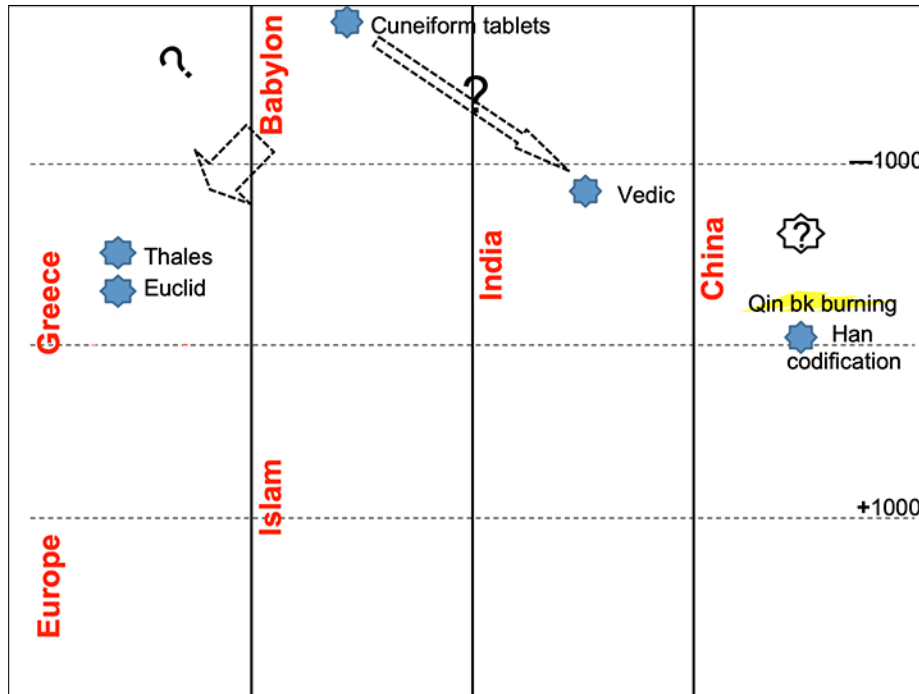 Cuneiform tablets
?
Babylon
?
—1000
Vedic
?
Thales
Euclid
Greece
India
China
Qin bk burning
Han
codification
Islam
+1000
Europe